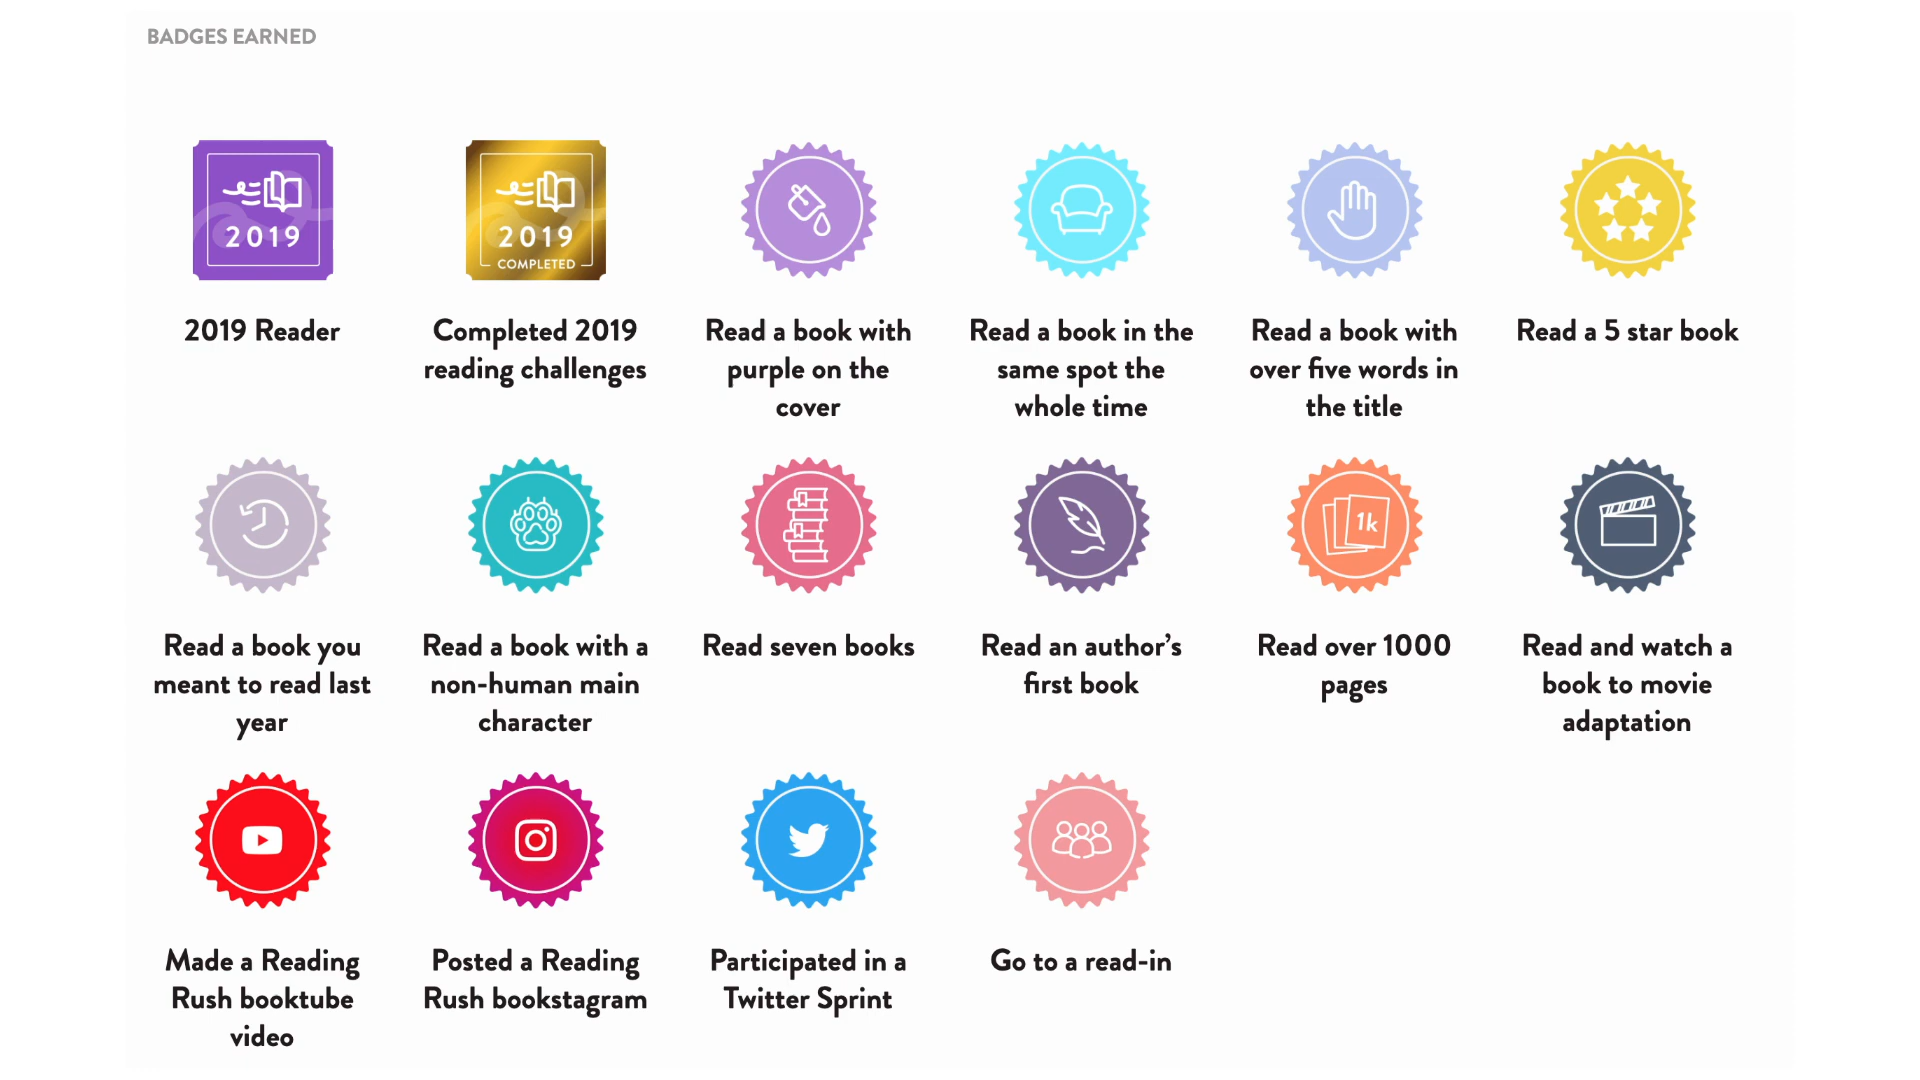 BADGES EARNED
2019
2019
COMPLETED
2019 Reader
Completed 2019
reading challenges
Read a book with
purple on the
cover
Read a book in the
same spot the
whole time
Read a book with
over five words in
the title
Read a 5 star book
1k
Read a book you
meant to read last
year
Read a book with a
non-human main
character
Read seven books
Read an author’s
first book
Read over 1000
pages
Read and watch a
book to movie
adaptation
Made a Reading
Rush booktube
video
Posted a Reading
Rush bookstagram
Participated in a
Twitter Sprint
Go to a read-in